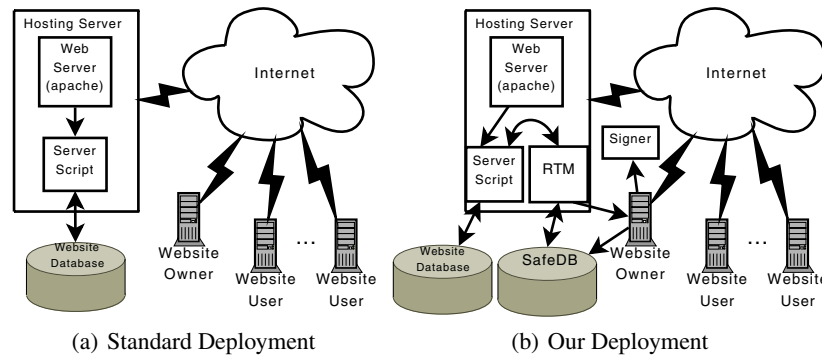 Hosting Server
Web
Server
(apache)
Server
Script
Website
Database
Internet
Website
Owner
Website
User
...
Website
User
(a) Standard Deployment
Hosting Server
Web
Server
(apache)
Server
Script
RTM
Signer
Website
Database
SafeDB
Internet
Website
Owner
Website
User
...
Website
User
(b) Our Deployment